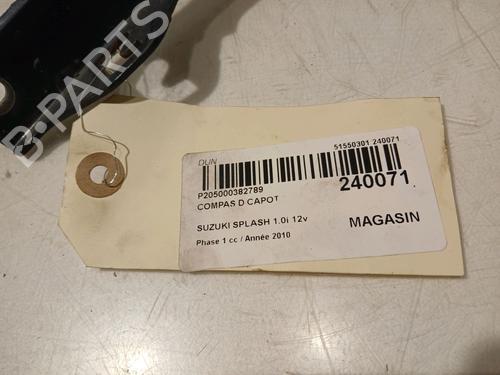 B-PARTS
DUN
51550301 240071
P205000382789
240071
COMPAS D CAPOT
SUZUKI SPLASH 1.0i 12v
MAGASIN
Phase 1 cc / Année 2010